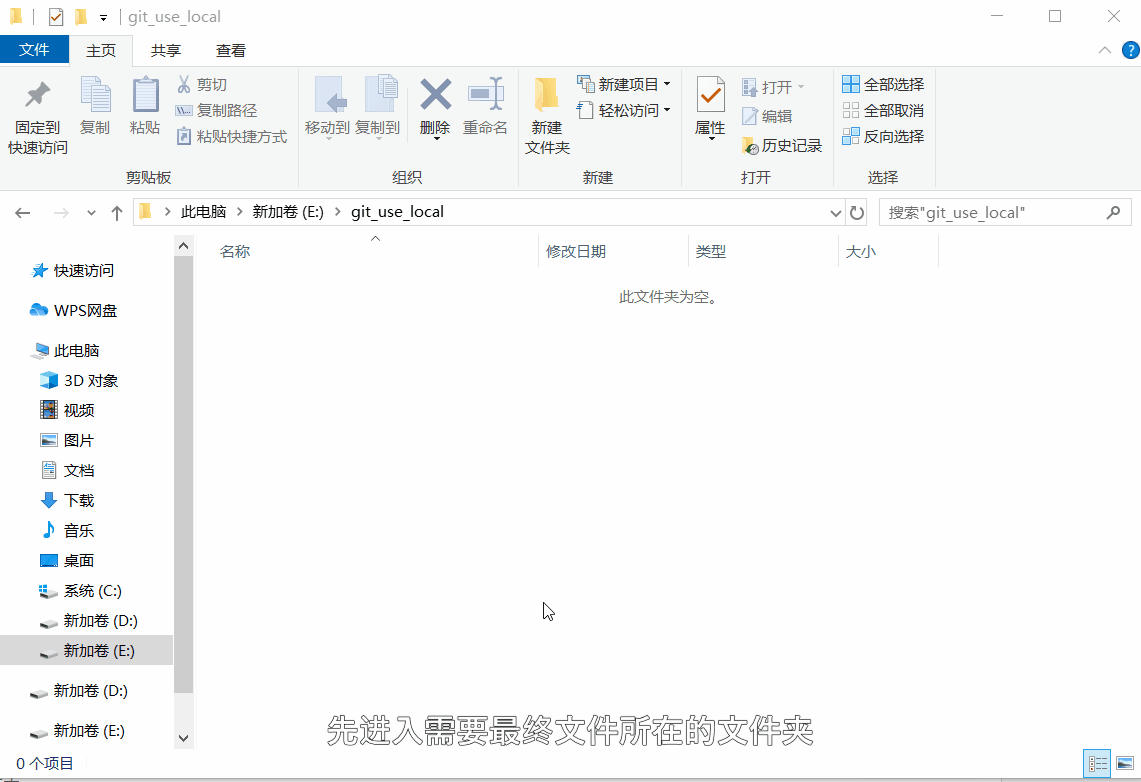 git_use_local
文件 主页 共享 查看
固定到快速访问 复制 粘贴 剪切 复制路径 粘贴快捷方式 移动到 复制到 删除 重命名 新建文件夹 新建项目 轻松访问 属性 打开 编辑 历史记录 全部选择 全部取消 反向选择
剪贴板 组织 新建 打开 选择
此电脑 新加卷 (E:) git_use_local 搜索"git_use_local"
名称 修改日期 类型 大小
此文件夹为空。
快速访问
WPS网盘
此电脑
3D 对象
视频
图片
文档
下载
音乐
桌面
系统 (C:)
新加卷 (D:)
新加卷 (E:)
新加卷 (D:)
新加卷 (E:)
先进入需要最终文件所在的文件夹
0 个项目